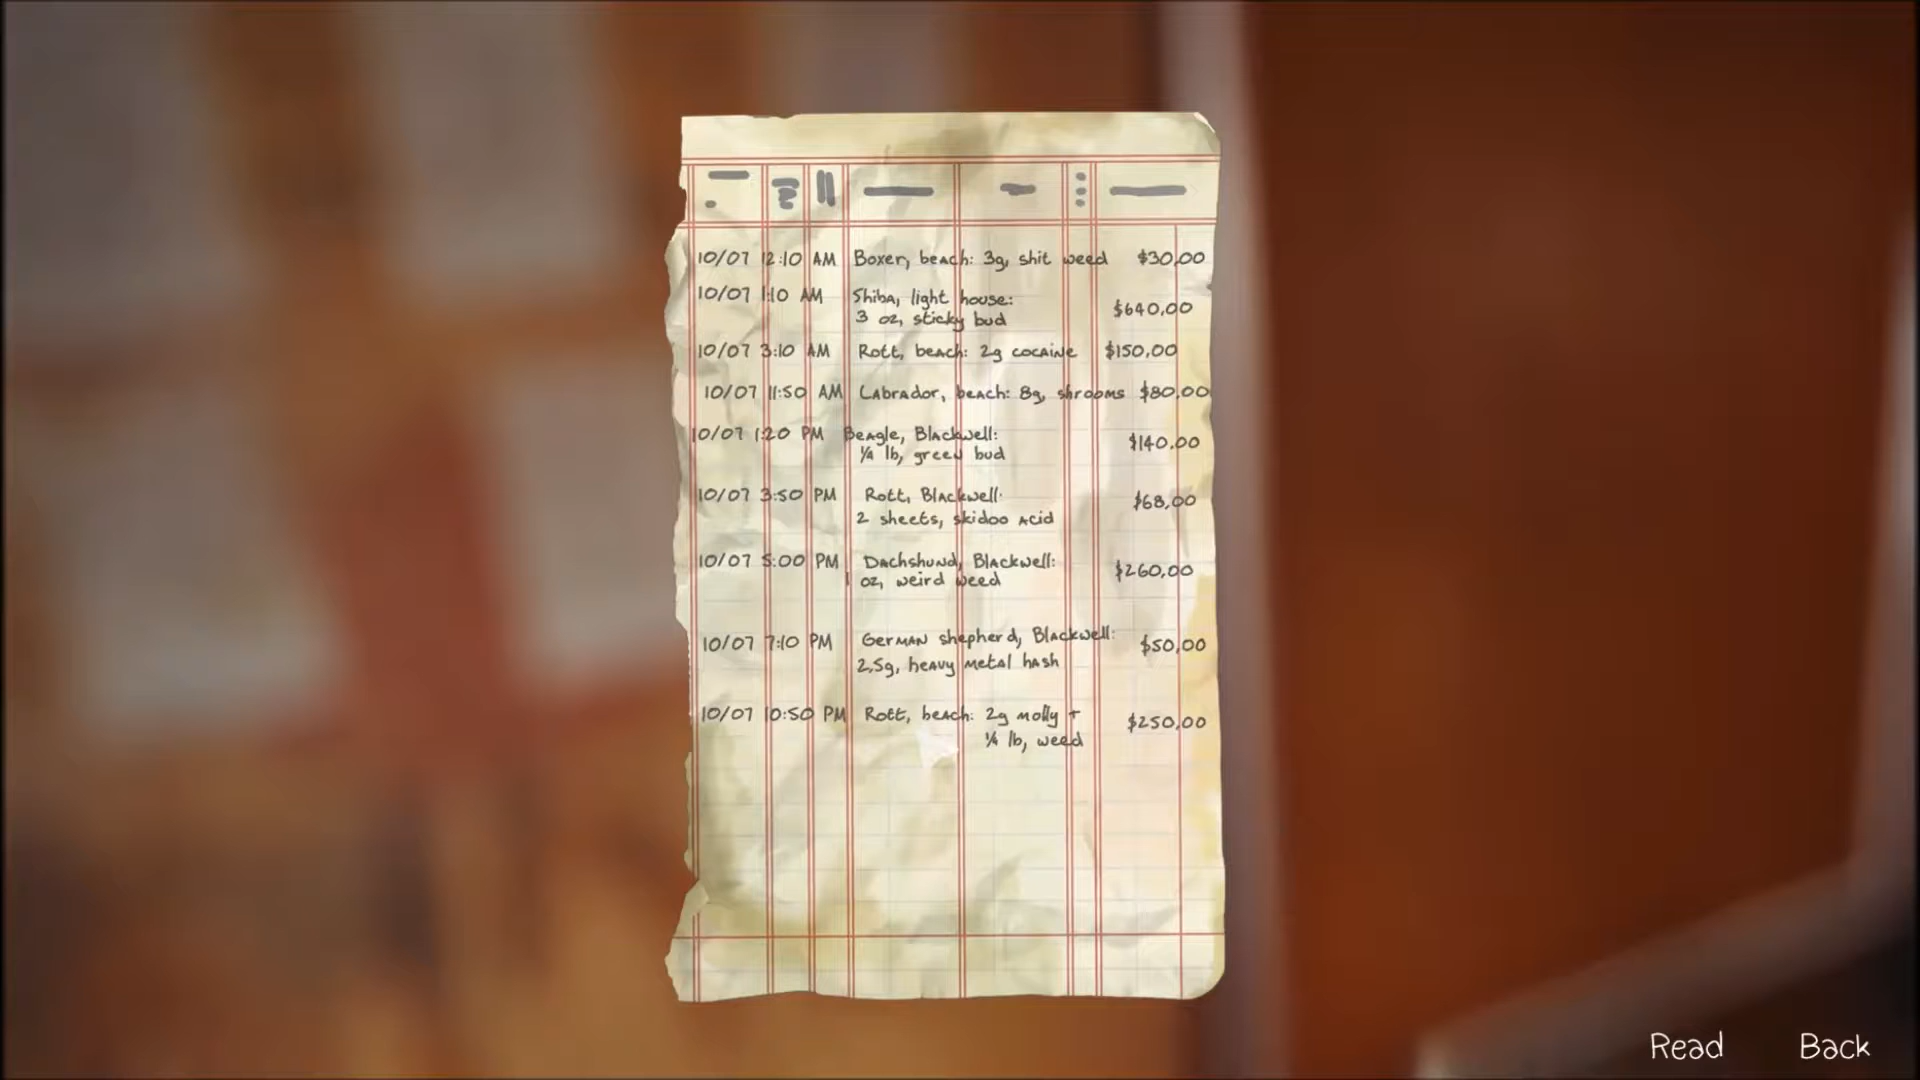 10/07 12:10 AM Boxer, beach: 3g, shit weed $30,00
10/07 1:10 AM Shiba, light house:
3 oz, sticky bud $640,00
10/07 3:10 AM Rott, beach: 2g cocaine $150,00
10/07 11:50 AM Labrador, beach: 8g, shrooms $80,00
10/07 1:20 PM Beagle, Blackwell:
1/4 lb, green bud $140.00
10/07 3:50 PM Rott, Blackwell:
2 sheets, skidoo acid $68,00
10/07 5:00 PM Dachshund, Blackwell:
1 oz, weird weed $260,00
10/07 7:10 PM German shepherd, Blackwell: $50,00
2,5g, heavy metal hash
10/07 10:50 PM Rott, beach: 2g molly + $250,00
1/4 lb, weed
Read Back